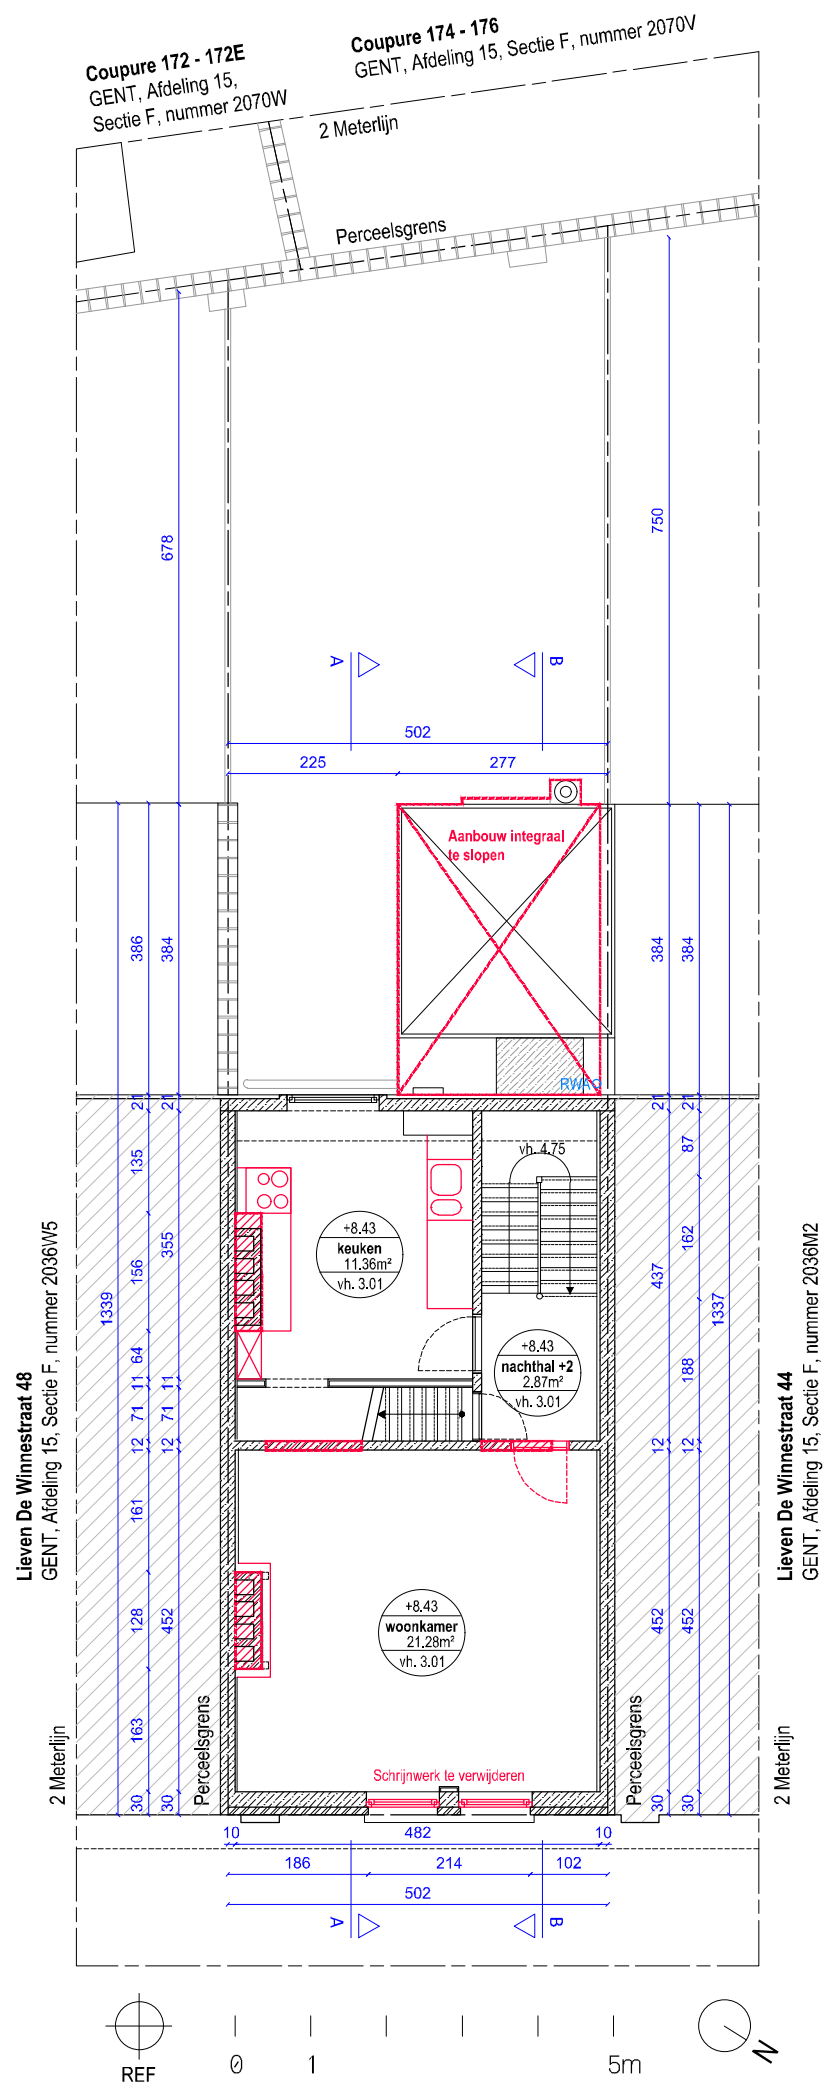 Coupure 172 - 172E
GENT, Afdeling 15,
Sectie F, nummer 2070W
Coupure 174 - 176
GENT, Afdeling 15, Sectie F, nummer 2070V
2 Meterlijn
Perceelsgrens
678
750
A
B
502
225
277
Aanbouw integraal
te slopen
386
384
384
384
RWA
21
21
21
21
135
355
156
64
11
11
71
71
12
12
161
128
452
163
30
30
1339
87
162
437
188
1337
12
12
452
452
30
30
vh. 4.75
+8.43
keuken
11.36m²
vh. 3.01
+8.43
nachthal +2
2.87m²
vh. 3.01
+8.43
woonkamer
21.28m²
vh. 3.01
Lieven De Winnestraat 48
GENT, Afdeling 15, Sectie F, nummer 2036W5
Lieven De Winnestraat 44
GENT, Afdeling 15, Sectie F, nummer 2036M2
2 Meterlijn
Perceelsgrens
Perceelsgrens
2 Meterlijn
Schrijnwerk te verwijderen
10
482
10
186
214
102
502
A
B
REF
0
1
5m
N